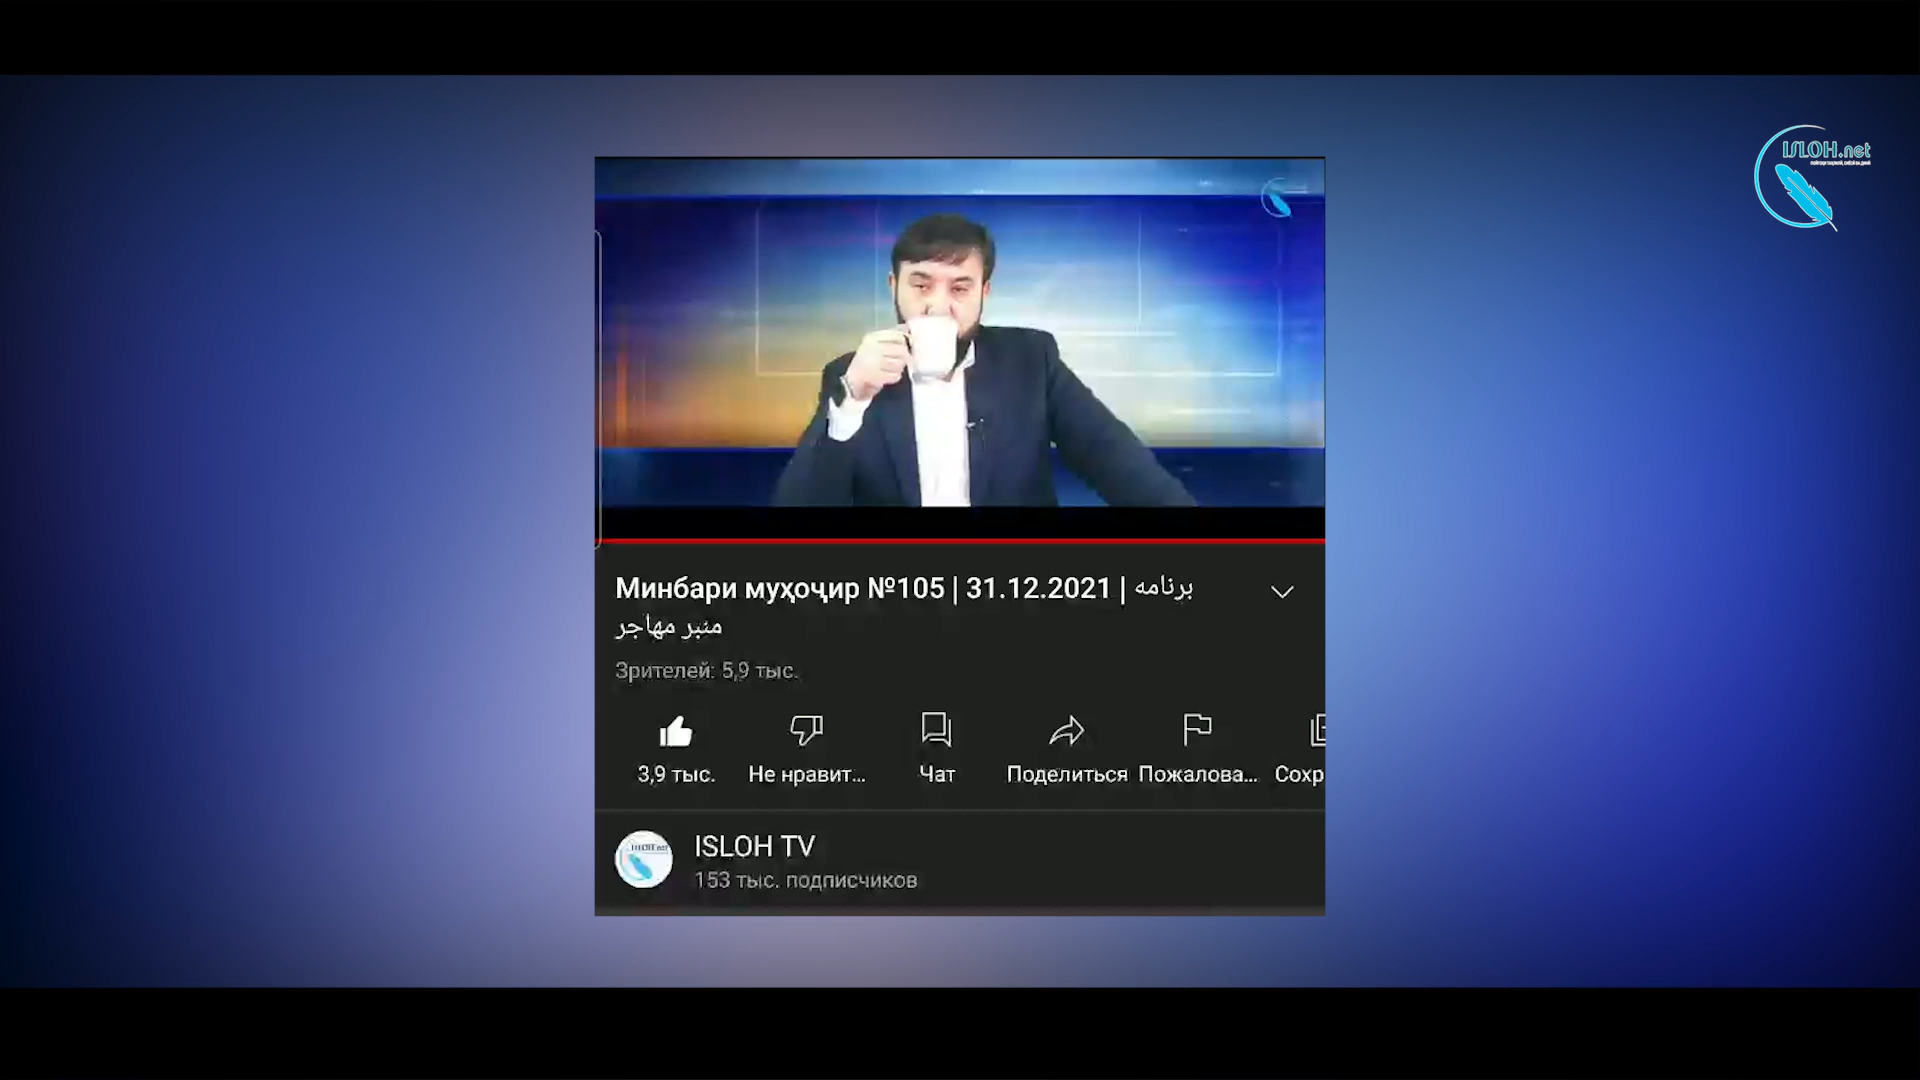 ISLOH.net
Минбари муҳоҷир №105 | 31.12.2021 | برنامه
منبر مهاجر
Зрителей: 5,9 тыс.
3,9 тыс. Не нравит... Чат Поделиться Пожалова... Сохр
ISLOH TV
153 тыс. подписчиков